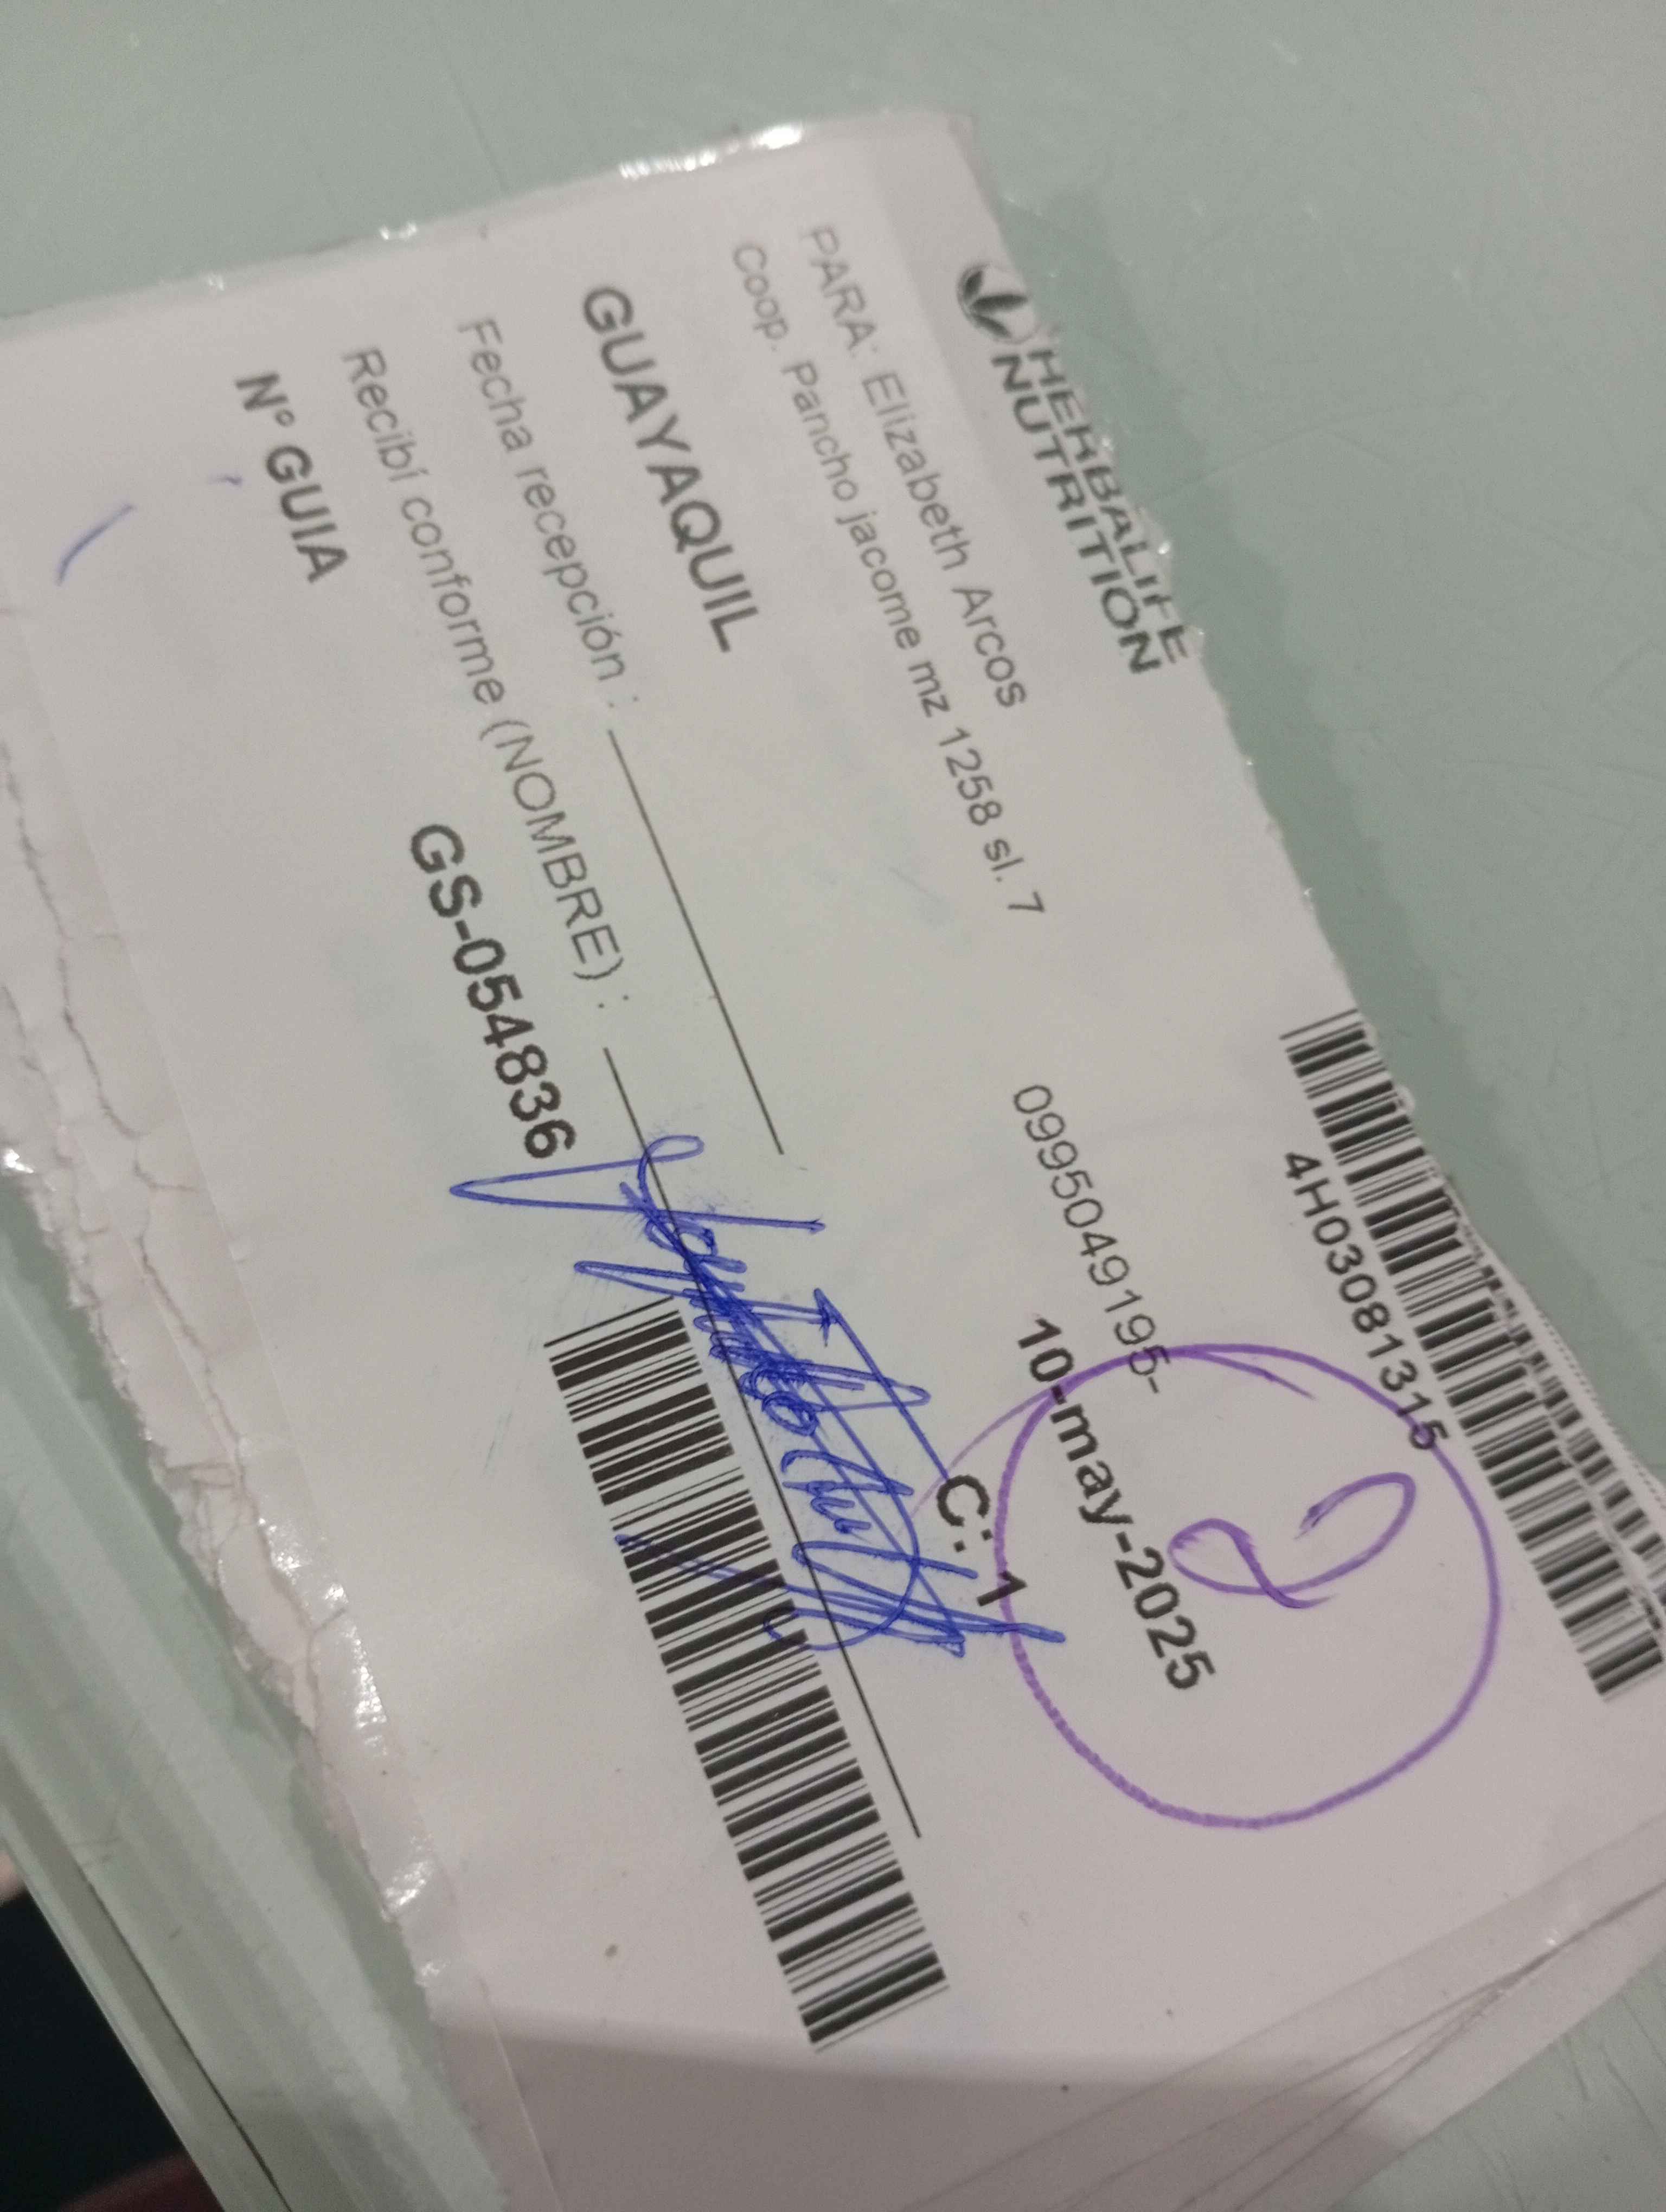 HERBALIFE
NUTRITION
4H03081315
PARA: Elizabeth Arcos
0995049195-
Coop. Pancho jacome mz 1258 sl. 7
10-may-2025
8
GUAYAQUIL
C: 1
Fecha recepción :
Recibí conforme (NOMBRE) :
N° GUIA
GS-054836